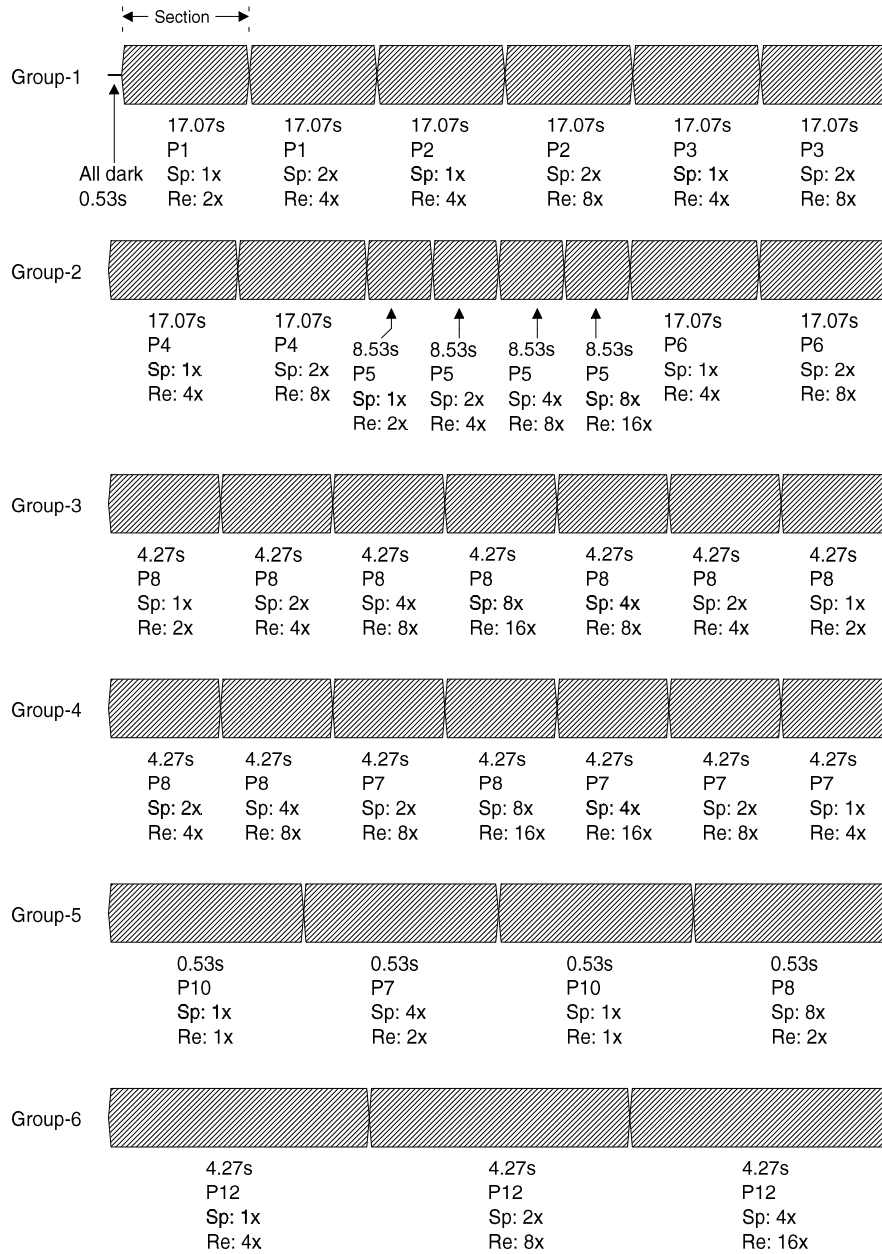 Section
Group-1
All dark
0.53s
17.07s
P1
Sp: 1x
Re: 2x
17.07s
P1
Sp: 2x
Re: 4x
17.07s
P2
Sp: 1x
Re: 4x
17.07s
P2
Sp: 2x
Re: 8x
17.07s
P3
Sp: 1x
Re: 4x
17.07s
P3
Sp: 2x
Re: 8x
Group-2
17.07s
P4
Sp: 1x
Re: 4x
17.07s
P4
Sp: 2x
Re: 8x
8.53s
P5
Sp: 1x
Re: 2x
8.53s
P5
Sp: 2x
Re: 4x
8.53s
P5
Sp: 4x
Re: 8x
8.53s
P5
Sp: 8x
Re: 16x
17.07s
P6
Sp: 1x
Re: 4x
17.07s
P6
Sp: 2x
Re: 8x
Group-3
4.27s
P8
Sp: 1x
Re: 2x
4.27s
P8
Sp: 2x
Re: 4x
4.27s
P8
Sp: 4x
Re: 8x
4.27s
P8
Sp: 8x
Re: 16x
4.27s
P8
Sp: 4x
Re: 8x
4.27s
P8
Sp: 2x
Re: 4x
4.27s
P8
Sp: 1x
Re: 2x
Group-4
4.27s
P8
Sp: 2x
Re: 4x
4.27s
P8
Sp: 4x
Re: 8x
4.27s
P7
Sp: 2x
Re: 8x
4.27s
P8
Sp: 8x
Re: 16x
4.27s
P7
Sp: 4x
Re: 16x
4.27s
P7
Sp: 2x
Re: 8x
4.27s
P7
Sp: 1x
Re: 4x
Group-5
0.53s
P10
Sp: 1x
Re: 1x
0.53s
P7
Sp: 4x
Re: 2x
0.53s
P10
Sp: 1x
Re: 1x
0.53s
P8
Sp: 8x
Re: 2x
Group-6
4.27s
P12
Sp: 1x
Re: 4x
4.27s
P12
Sp: 2x
Re: 8x
4.27s
P12
Sp: 4x
Re: 16x